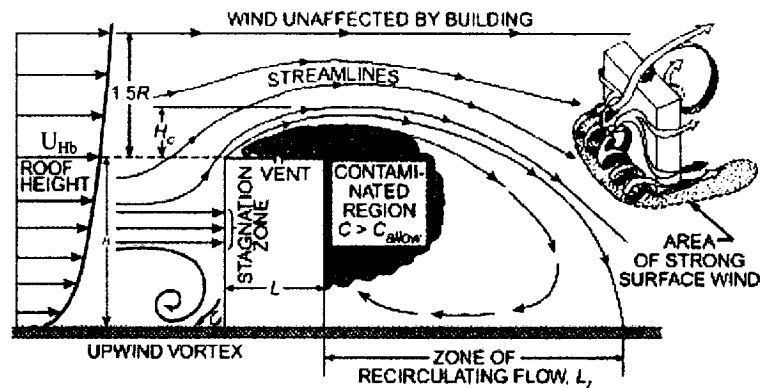 WIND UNAFFECTED BY BUILDING
STREAMLINES
1.5R
Hc
UHb
ROOF
HEIGHT
VENT
STAGNATION
ZONE
CONTAMI-
NATED
REGION
C > Callow
L
AREA
OF STRONG
SURFACE WIND
UPWIND VORTEX
ZONE OF
RECIRCULATING FLOW, Lr